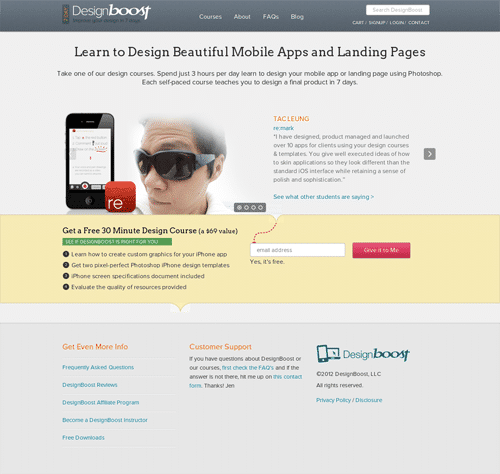 Designboost
Improve your design in 7 days
Courses About FAQs Blog
Search DesignBoost
CART / SIGNUP / LOGIN / CONTACT
Learn to Design Beautiful Mobile Apps and Landing Pages
Take one of our design courses. Spend just 3 hours per day learn to design your mobile app or landing page using Photoshop.
Each self-paced course teaches you to design a final product in 7 days.
TAC LEUNG
re:mark
"I have designed, product managed and launched
over 10 apps for clients using your design courses
& templates. You give well executed ideas of how
to skin applications so they look different than the
standard iOS interface while retaining a sense of
polish and sophistication."
re
See what other students are saying >
Get a Free 30 Minute Design Course (a $69 value)
SEE IF DESIGNBOOST IS RIGHT FOR YOU
1 Learn how to create custom graphics for your iPhone app
2 Get two pixel-perfect Photoshop iPhone design templates
3 iPhone screen specifications document included
4 Evaluate the quality of resources provided
email address
Give it to Me
Yes, it's free.
Get Even More Info
Frequently Asked Questions
DesignBoost Reviews
DesignBoost Affiliate Program
Become a DesignBoost Instructor
Free Downloads
Customer Support
If you have questions about DesignBoost or
our courses, first check the FAQ's and if
the answer is not there, hit me up on this contact
form. Thanks! Jen
Designboost
©2012 DesignBoost, LLC
All rights reserved.
Privacy Policy / Disclosure